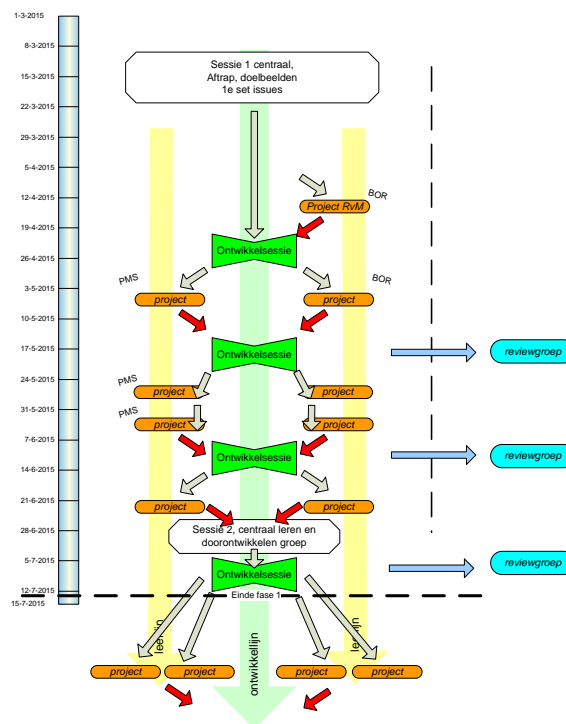 1-3-2015
8-3-2015
Sessie 1 centraal,
Aftrap, doelbeelden
1e set issues
15-3-2015
22-3-2015
29-3-2015
5-4-2015
12-4-2015
BOR
Project RvM
19-4-2015
Ontwikkelsessie
26-4-2015
3-5-2015
PMS
BOR
project
project
10-5-2015
17-5-2015
Ontwikkelsessie
reviewgroep
24-5-2015
PMS
project
project
31-5-2015
PMS
project
project
7-6-2015
Ontwikkelsessie
reviewgroep
14-6-2015
21-6-2015
project
project
28-6-2015
Sessie 2, centraal leren en
doorontwikkelen groep
5-7-2015
Ontwikkelsessie
reviewgroep
12-7-2015
Einde fase 1
15-7-2015
leerlijn
ontwikkellijn
leerlijn
project
project
project
project